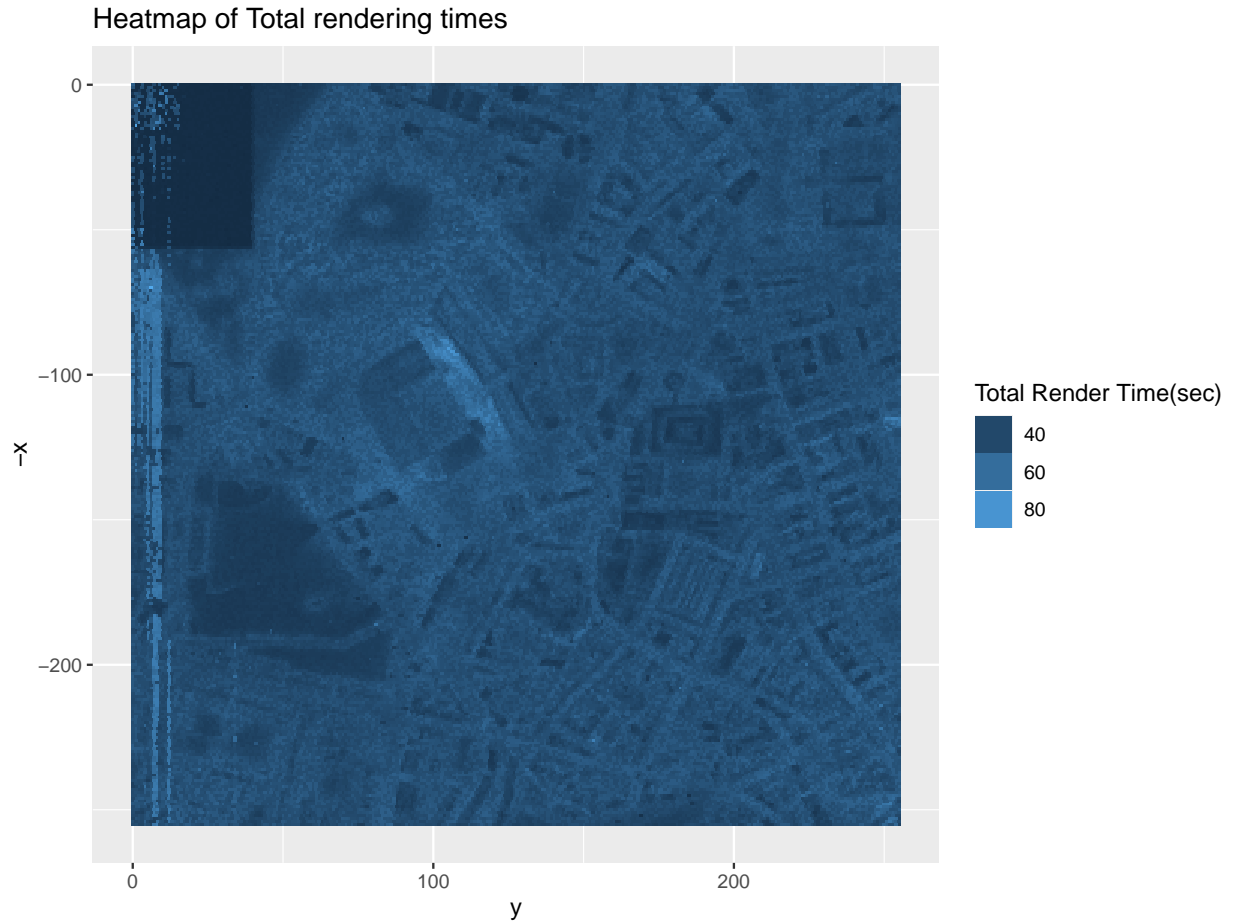 Heatmap of Total rendering times
0
−100
−200
−x
0
100
200
y
Total Render Time(sec)
40
60
80